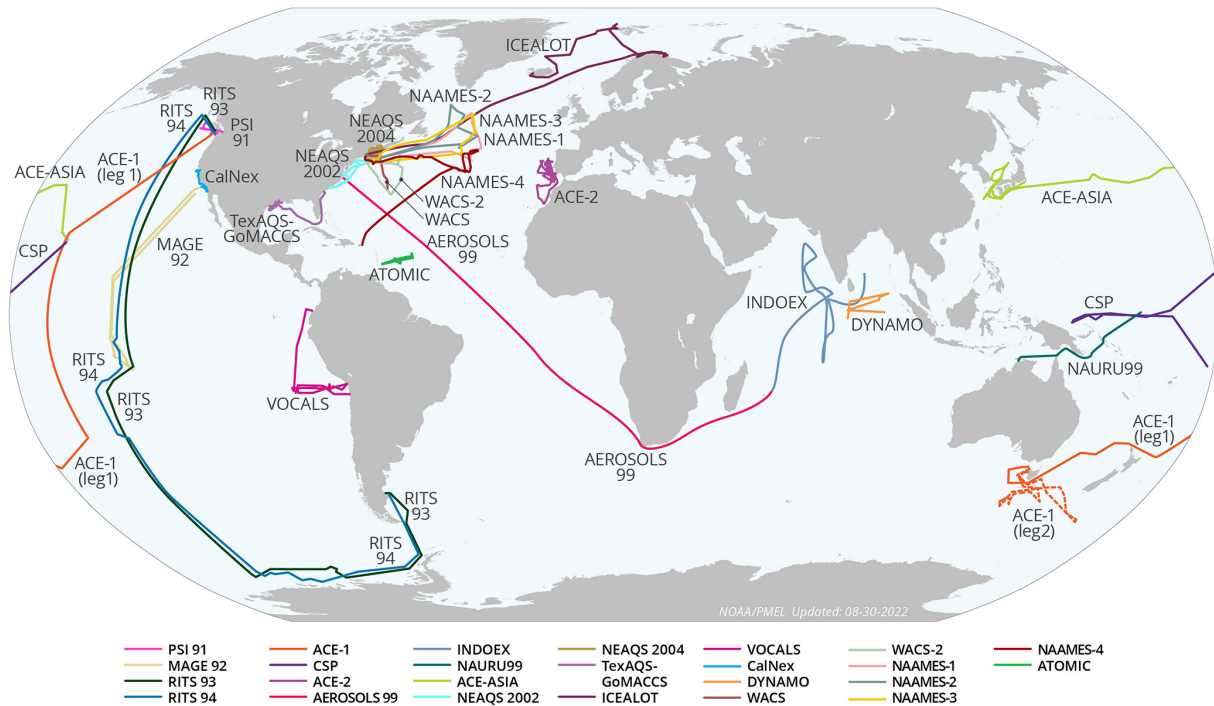 ICEALOT
RITS
93
RITS
94
PSI
91
NAAMES-2
NEAQS
2004
NAAMES-3
NAAMES-1
NEAQS
2002
ACE-1
(leg 1)
ACE-ASIA
CalNex
NAAMES-4
WACS-2
WACS
ACE-2
ACE-ASIA
TexAQS-
GoMACCS
CSP
MAGE
92
AEROSOLS
99
ATOMIC
INDOEX
DYNAMO
CSP
NAURU99
RITS
94
RITS
93
VOCALS
ACE-1
(leg1)
ACE-1
(leg1)
AEROSOLS
99
RITS
93
ACE-1
(leg2)
RITS
94
NOAA/PMEL Updated: 08-30-2022
PSI 91
MAGE 92
RITS 93
RITS 94
ACE-1
CSP
ACE-2
AEROSOLS 99
INDOEX
NAURU99
ACE-ASIA
NEAQS 2002
NEAQS 2004
TexAQS-
GoMACCS
ICEALOT
VOCALS
CalNex
DYNAMO
WACS
WACS-2
NAAMES-1
NAAMES-2
NAAMES-3
NAAMES-4
ATOMIC